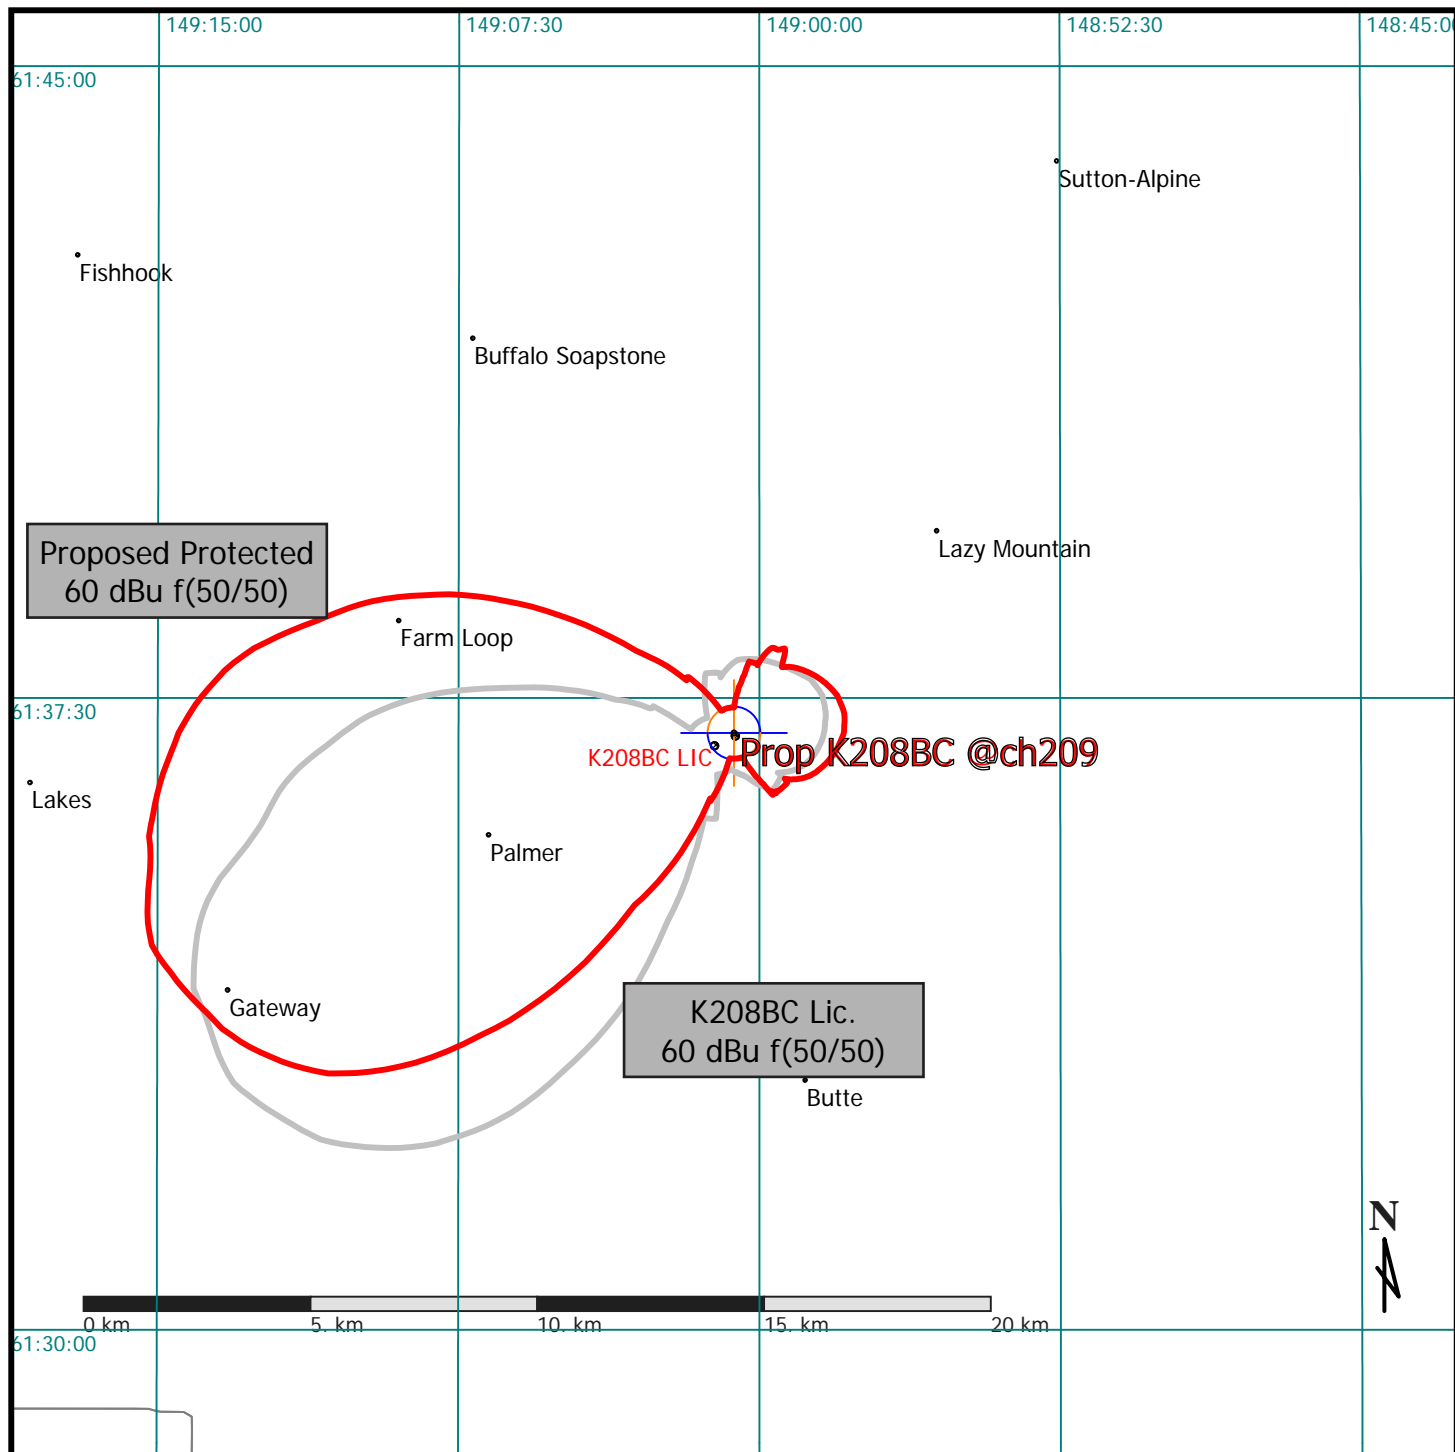 149:15:00
149:07:30
149:00:00
148:52:30
148:45:00
61:45:00
Sutton-Alpine
Fishhook
Buffalo Soapstone
Proposed Protected
60 dBu f(50/50)
Lazy Mountain
Farm Loop
61:37:30
K208BC LIC
Prop K208BC @ch209
Lakes
Palmer
Gateway
K208BC Lic.
60 dBu f(50/50)
Butte
N
0 km
5. km
10. km
15. km
20 km
61:30:00